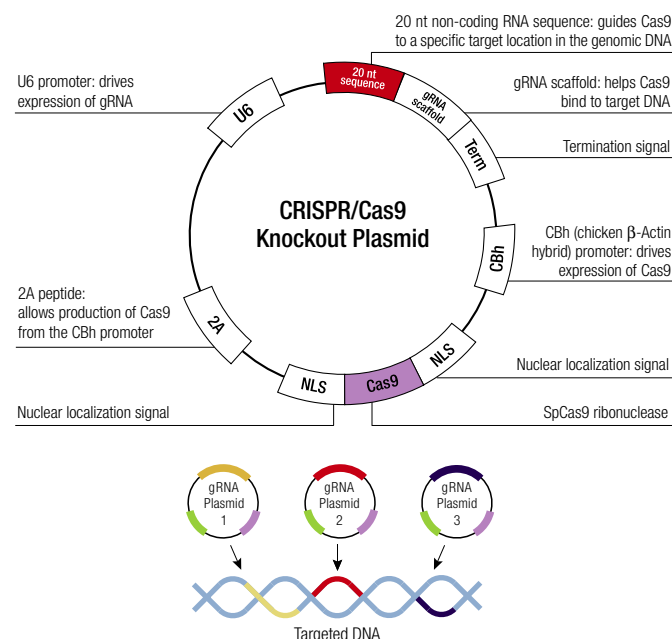 20 nt non-coding RNA sequence: guides Cas9
to a specific target location in the genomic DNA
U6 promoter: drives
expression of gRNA
gRNA scaffold: helps Cas9
bind to target DNA
Termination signal
20 nt
sequence
gRNA
scaffold
Term
U6
CRISPR/Cas9
Knockout Plasmid
CBh
CBh (chicken β-Actin
hybrid) promoter: drives
expression of Cas9
2A peptide:
allows production of Cas9
from the CBh promoter
2A
NLS
Cas9
NLS
Nuclear localization signal
Nuclear localization signal
SpCas9 ribonuclease
gRNA
Plasmid
1
gRNA
Plasmid
2
gRNA
Plasmid
3
Targeted DNA